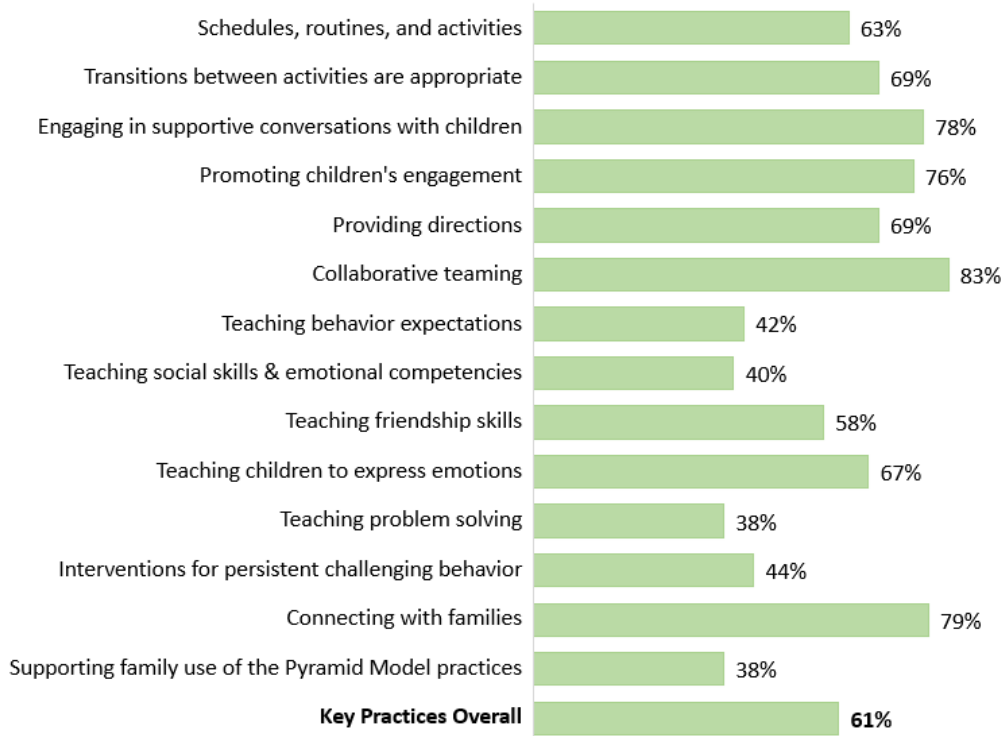 Schedules, routines, and activities 63%
Transitions between activities are appropriate 69%
Engaging in supportive conversations with children 78%
Promoting children's engagement 76%
Providing directions 69%
Collaborative teaming 83%
Teaching behavior expectations 42%
Teaching social skills & emotional competencies 40%
Teaching friendship skills 58%
Teaching children to express emotions 67%
Teaching problem solving 38%
Interventions for persistent challenging behavior 44%
Connecting with families 79%
Supporting family use of the Pyramid Model practices 38%
Key Practices Overall 61%